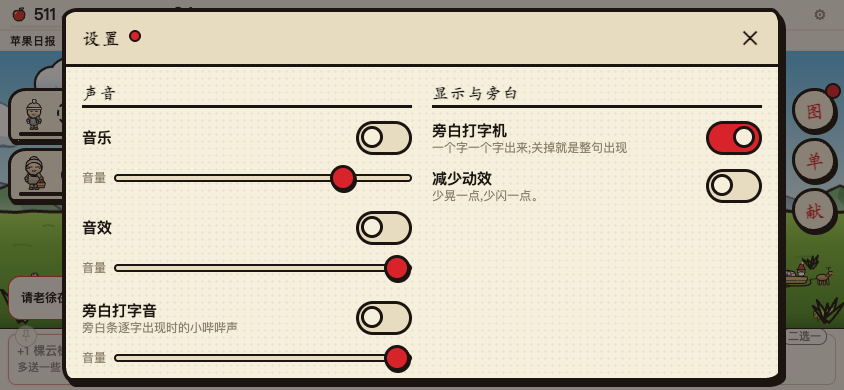 511
苹果日报
设置
声音
音乐
音量
音效
音量
旁白打字音
旁白条逐字出现时的小哔哔声
音量
显示与旁白
旁白打字机
一个字一个字出来;关掉就是整句出现
减少动效
少晃一点,少闪一点。
图
单
献
请老徐在
二选一
+1 棵云杉
多送一些